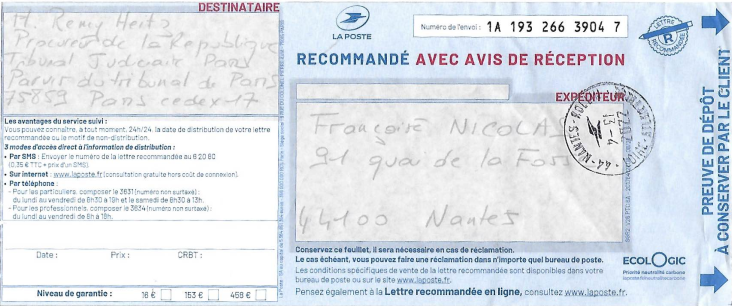 DESTINATAIRE
M. Remy Heitz
Procureur de la République
Tribunal Judiciaire Paris
Parvis du tribunal de Paris
75859 Paris cedex 17
Les avantages du service suivi :
Vous pouvez connaître, à tout moment, 24h/24, la date de distribution de votre lettre
recommandée ou le motif de non-distribution.
3 modes d'accès direct à l'information de distribution :
• Par SMS : Envoyer le numéro de la lettre recommandée au 6 20 80
(0,35 € TTC + prix d'un SMS).
• Sur internet : www.laposte.fr (consultation gratuite hors coût de connexion).
• Par téléphone :
- Pour les particuliers, composer le 3631 (numéro non surtaxé) :
du lundi au vendredi de 8h30 à 19h et le samedi de 8h30 à 13h.
- Pour les professionnels, composer le 3634 (numéro non surtaxé) :
du lundi au vendredi de 8h à 19h.
Date : Prix : CRBT :
Niveau de garantie : 16 € 153 € 458 €
LA POSTE
Numéro de l'envoi : 1A 193 266 3904 7
LETTRE RECOMMANDÉE
R
RECOMMANDÉ AVEC AVIS DE RÉCEPTION
EXPÉDITEUR
Françoise NICOLAS
91 quai de la Fosse
44100 Nantes
13-4
44-NANTES
Conservez ce feuillet, il sera nécessaire en cas de réclamation.
Le cas échéant, vous pouvez faire une réclamation dans n'importe quel bureau de poste.
Les conditions spécifiques de vente de la lettre recommandée sont disponibles dans votre
bureau de poste ou sur le site www.laposte.fr.
Pensez également à la Lettre recommandée en ligne, consultez www.laposte.fr.
ECOLOGIC
Priorité neutralité carbone
PREUVE DE DÉPÔT
À CONSERVER PAR LE CLIENT